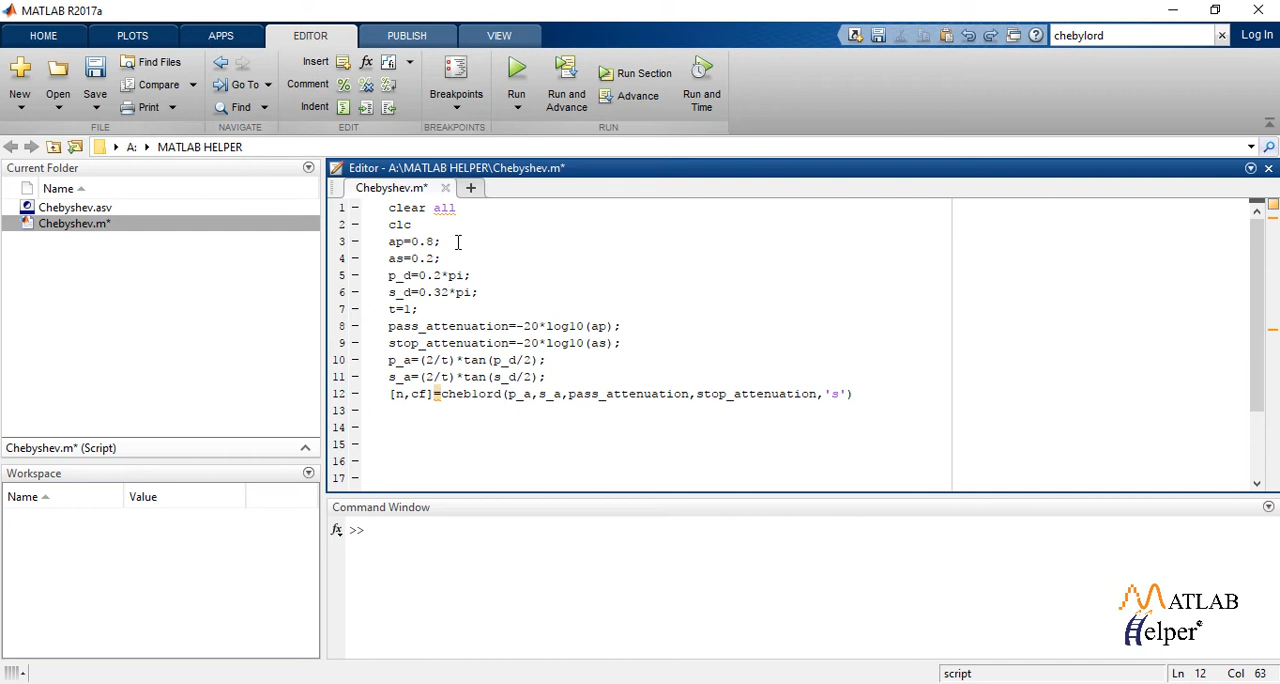 MATLAB R2017a
HOME PLOTS APPS EDITOR PUBLISH VIEW chebylord Log In
New Open Save Find Files Compare Print
Go To Find
Insert Comment Indent
Breakpoints Run Run and Advance Run Section Advance Run and Time
FILE NAVIGATE EDIT BREAKPOINTS RUN
A: MATLAB HELPER
Current Folder
Name
Chebyshev.asv
Chebyshev.m*
Chebyshev.m* (Script)
Workspace
Name Value
Editor - A:\MATLAB HELPER\Chebyshev.m*
Chebyshev.m*
1 clear all
2 clc
3 ap=0.8;
4 as=0.2;
5 p_d=0.2*pi;
6 s_d=0.32*pi;
7 t=1;
8 pass_attenuation=-20*log10(ap);
9 stop_attenuation=-20*log10(as);
10 p_a=(2/t)*tan(p_d/2);
11 s_a=(2/t)*tan(s_d/2);
12 [n,cf]=cheblord(p_a,s_a,pass_attenuation,stop_attenuation,'s')
13
14
15
16
17
Command Window
fx >>
MATLAB
Helper
script Ln 12 Col 63